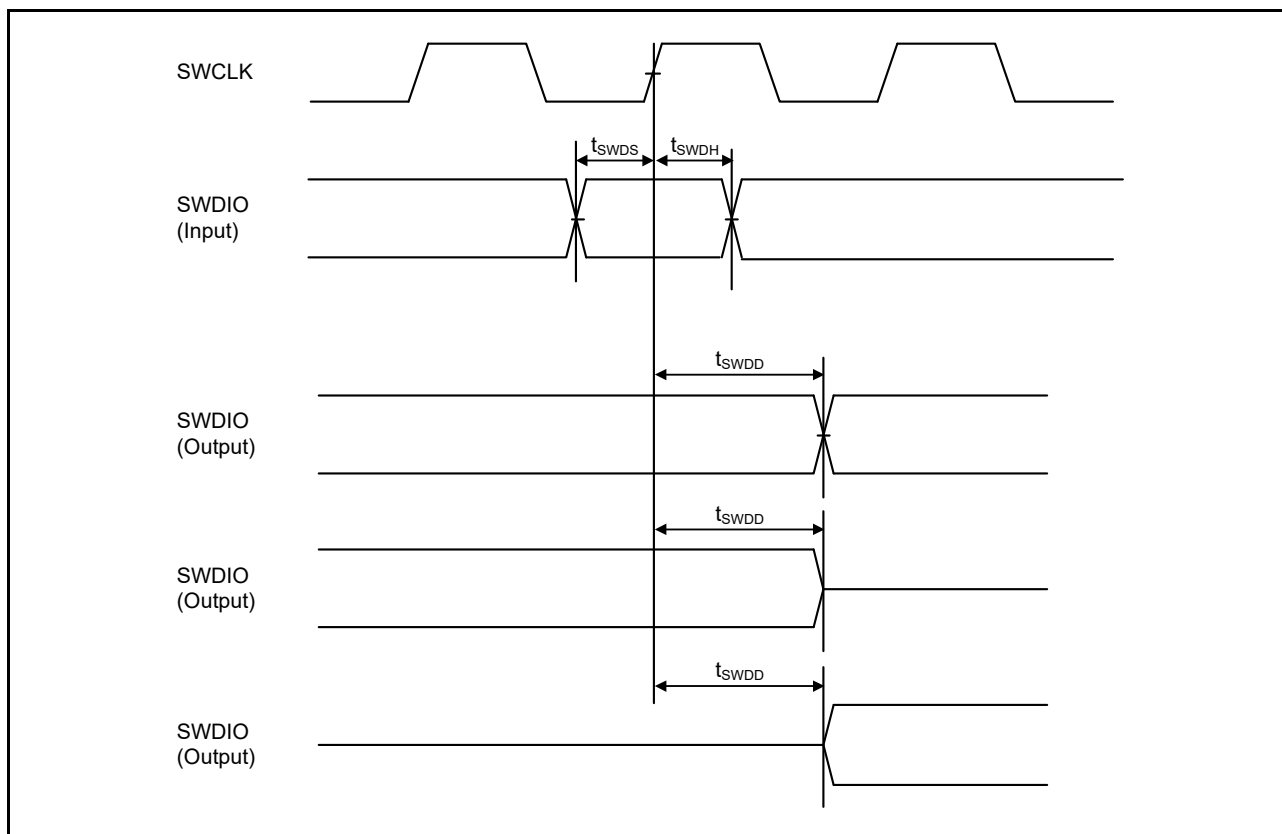 SWCLK
tSWDS tSWDH
SWDIO
(Input)
tSWDD
SWDIO
(Output)
tSWDD
SWDIO
(Output)
tSWDD
SWDIO
(Output)